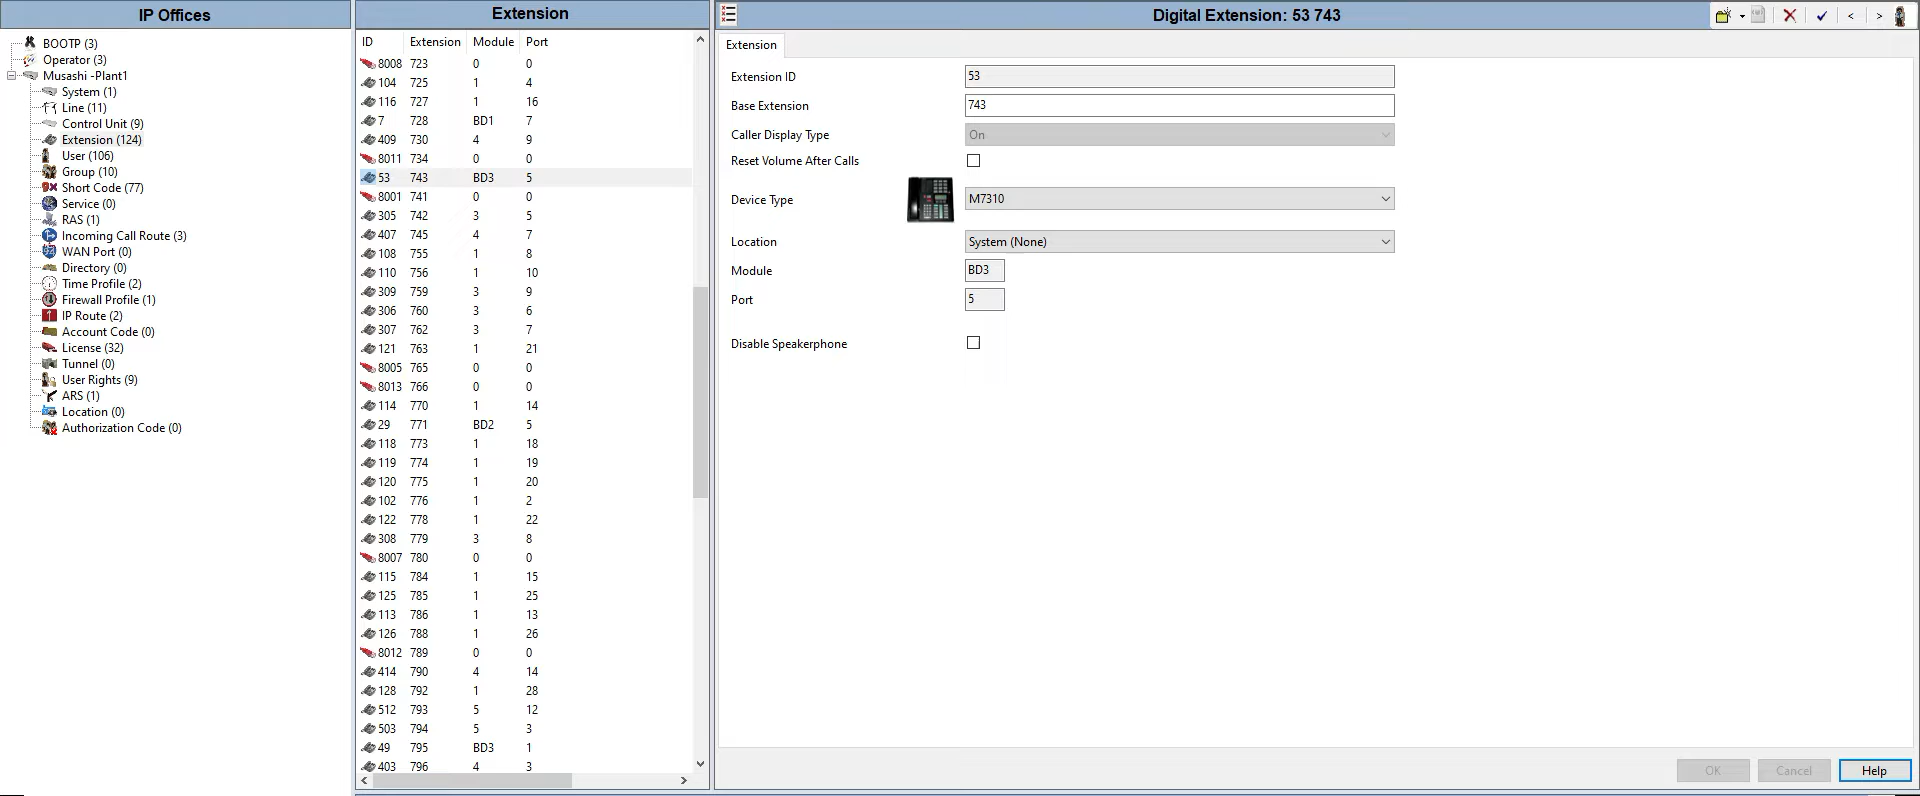 IP Offices
BOOTP (3)
Operator (3)
Musashi -Plant1
System (1)
Line (11)
Control Unit (9)
Extension (124)
User (106)
Group (10)
Short Code (77)
Service (0)
RAS (1)
Incoming Call Route (3)
WAN Port (0)
Directory (0)
Time Profile (2)
Firewall Profile (1)
IP Route (2)
Account Code (0)
License (32)
Tunnel (0)
User Rights (9)
ARS (1)
Location (0)
Authorization Code (0)
Extension
ID Extension Module Port
8008 723 0 0
104 725 1 4
116 727 1 16
7 728 BD1 7
409 730 4 9
8011 734 0 0
53 743 BD3 5
8001 741 0 0
305 742 3 5
407 745 4 7
108 755 1 8
110 756 1 10
309 759 3 9
306 760 3 6
307 762 3 7
121 763 1 21
8005 765 0 0
8013 766 0 0
114 770 1 14
29 771 BD2 5
118 773 1 18
119 774 1 19
120 775 1 20
102 776 1 2
122 778 1 22
308 779 3 8
8007 780 0 0
115 784 1 15
125 785 1 25
113 786 1 13
126 788 1 26
8012 789 0 0
414 790 4 14
128 792 1 28
512 793 5 12
503 794 5 3
49 795 BD3 1
403 796 4 3
Digital Extension: 53 743
Extension
Extension ID 53
Base Extension 743
Caller Display Type On
Reset Volume After Calls
Device Type M7310
Location System (None)
Module BD3
Port 5
Disable Speakerphone
OK Cancel Help